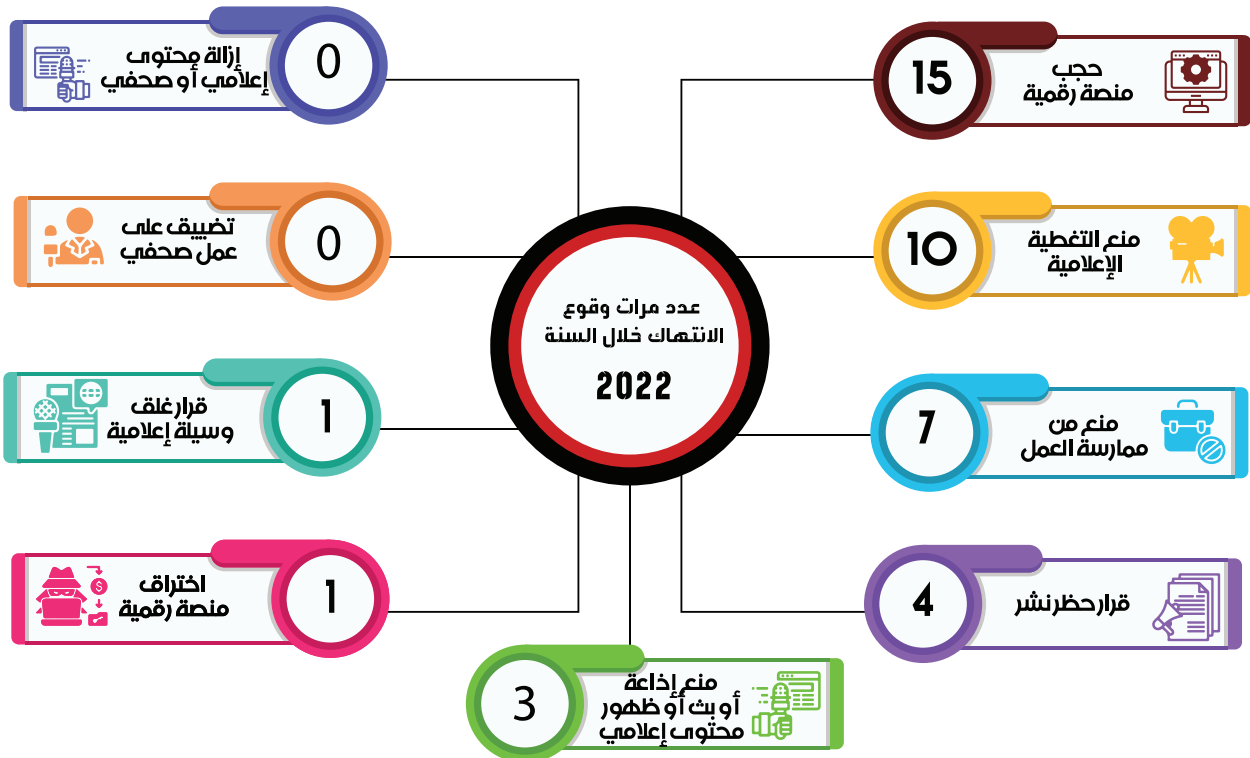 عدد مرات وقوع
الانتهاك خلال السنة
2022
15
حجب
منصة رقمية
10
منع التغطية
الإعلامية
7
منع من
ممارسة العمل
4
قرار حظر نشر
3
منع إذاعة
أو بث أو ظهور
محتوى إعلامي
0
إزالة محتوى
إعلامي أو صحفي
0
تضييق على
عمل صحفي
1
قرار غلق
وسيلة إعلامية
1
اختراق
منصة رقمية
$